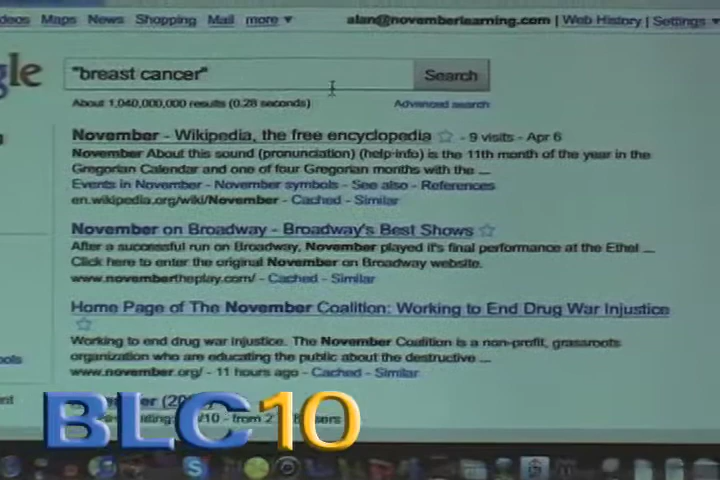 Maps News Shopping Mail more ▼ alan@novemberlearning.com | Web History | Settings ▼
"breast cancer" Search
About 1,040,000,000 results (0.28 seconds) Advanced search
November - Wikipedia, the free encyclopedia - 9 visits - Apr 6
November About this sound (pronunciation) (help·info) is the 11th month of the year in the
Gregorian Calendar and one of four Gregorian months with the ...
Events in November - November symbols - See also - References
en.wikipedia.org/wiki/November - Cached - Similar
November on Broadway - Broadway's Best Shows
After a successful run on Broadway, November played it's final performance at the Ethel ...
Click here to enter the original November on Broadway website.
www.novembertheplay.com/ - Cached - Similar
Home Page of The November Coalition: Working to End Drug War Injustice
Working to end drug war injustice. The November Coalition is a non-profit, grassroots
organization who are educating the public about the destructive ...
www.november.org/ - 11 hours ago - Cached - Similar
BLC10